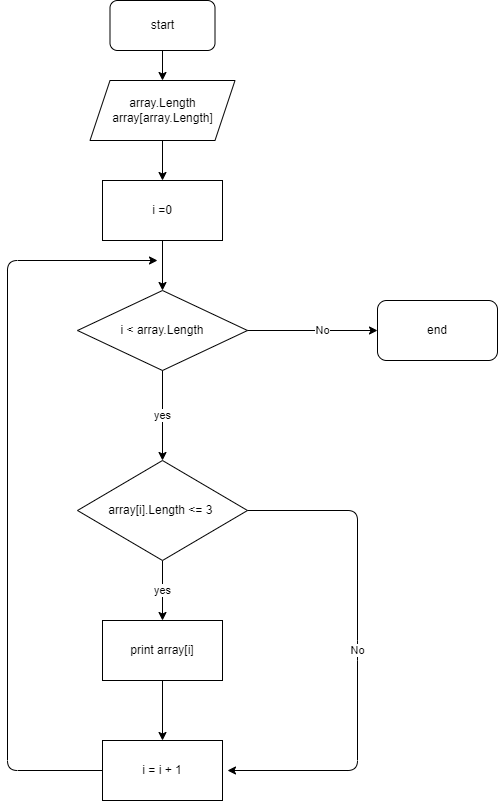 start
array.Length
array[array.Length]
i =0
i < array.Length
No
end
yes
array[i].Length <= 3
yes
print array[i]
No
i = i + 1